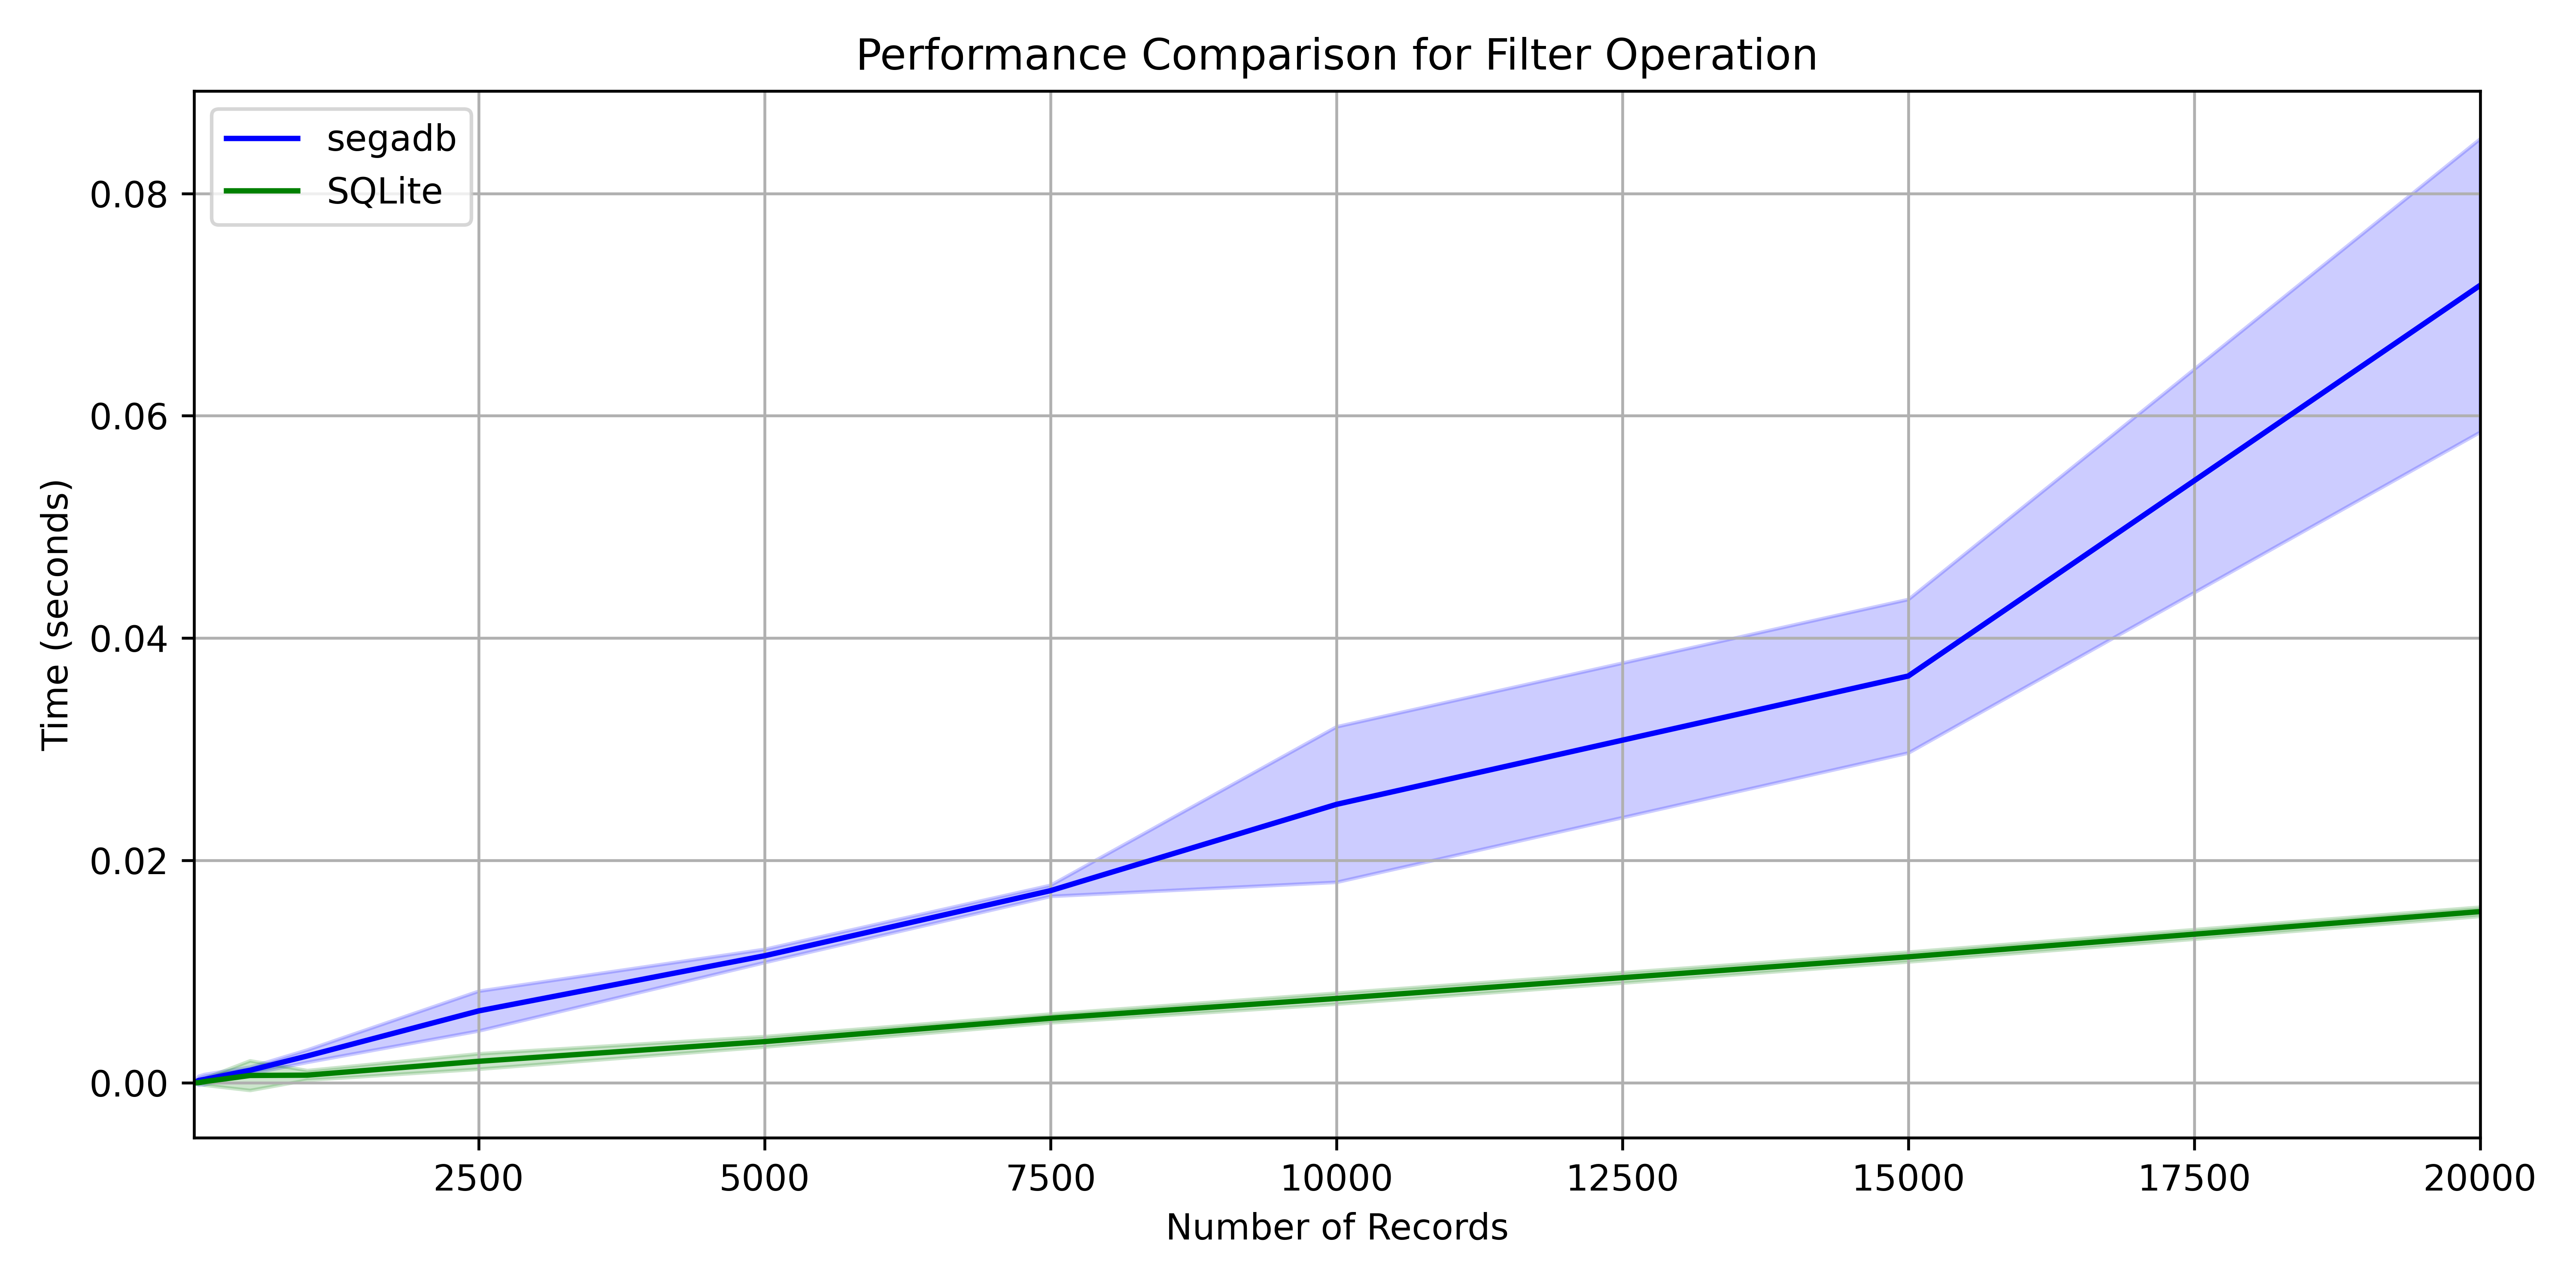 Performance Comparison for Filter Operation
segadb
SQLite
0.08
0.06
0.04
0.02
0.00
Time (seconds)
2500 5000 7500 10000 12500 15000 17500 20000
Number of Records